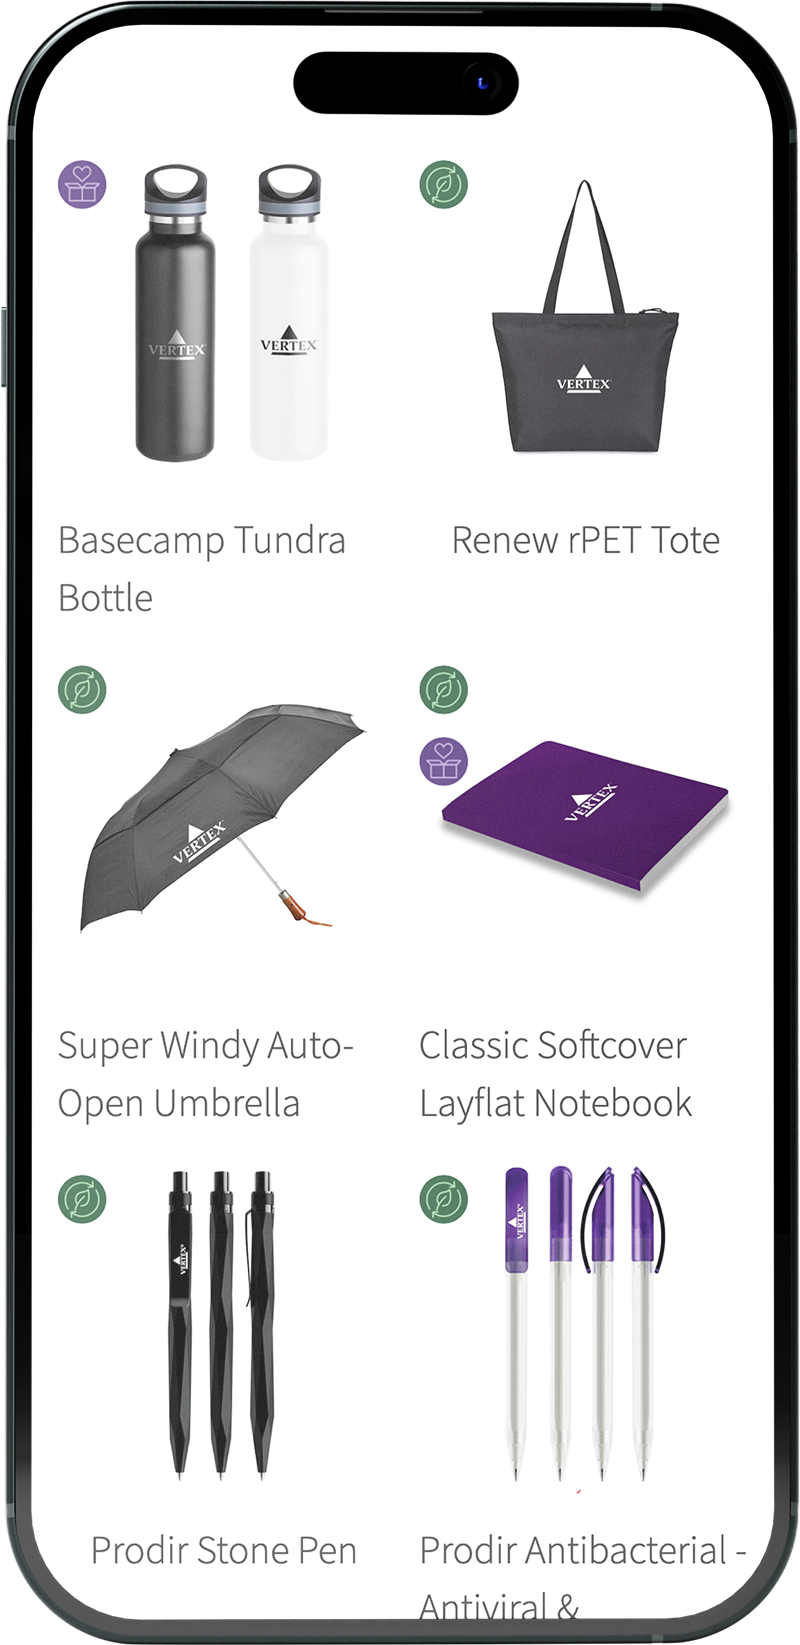 VERTEX
VERTEX
VERTEX
Basecamp Tundra
Bottle
Renew rPET Tote
VERTEX
VERTEX
Super Windy Auto-
Open Umbrella
Classic Softcover
Layflat Notebook
VERTEX
VERTEX
Prodir Stone Pen
Prodir Antibacterial -
Antiviral &